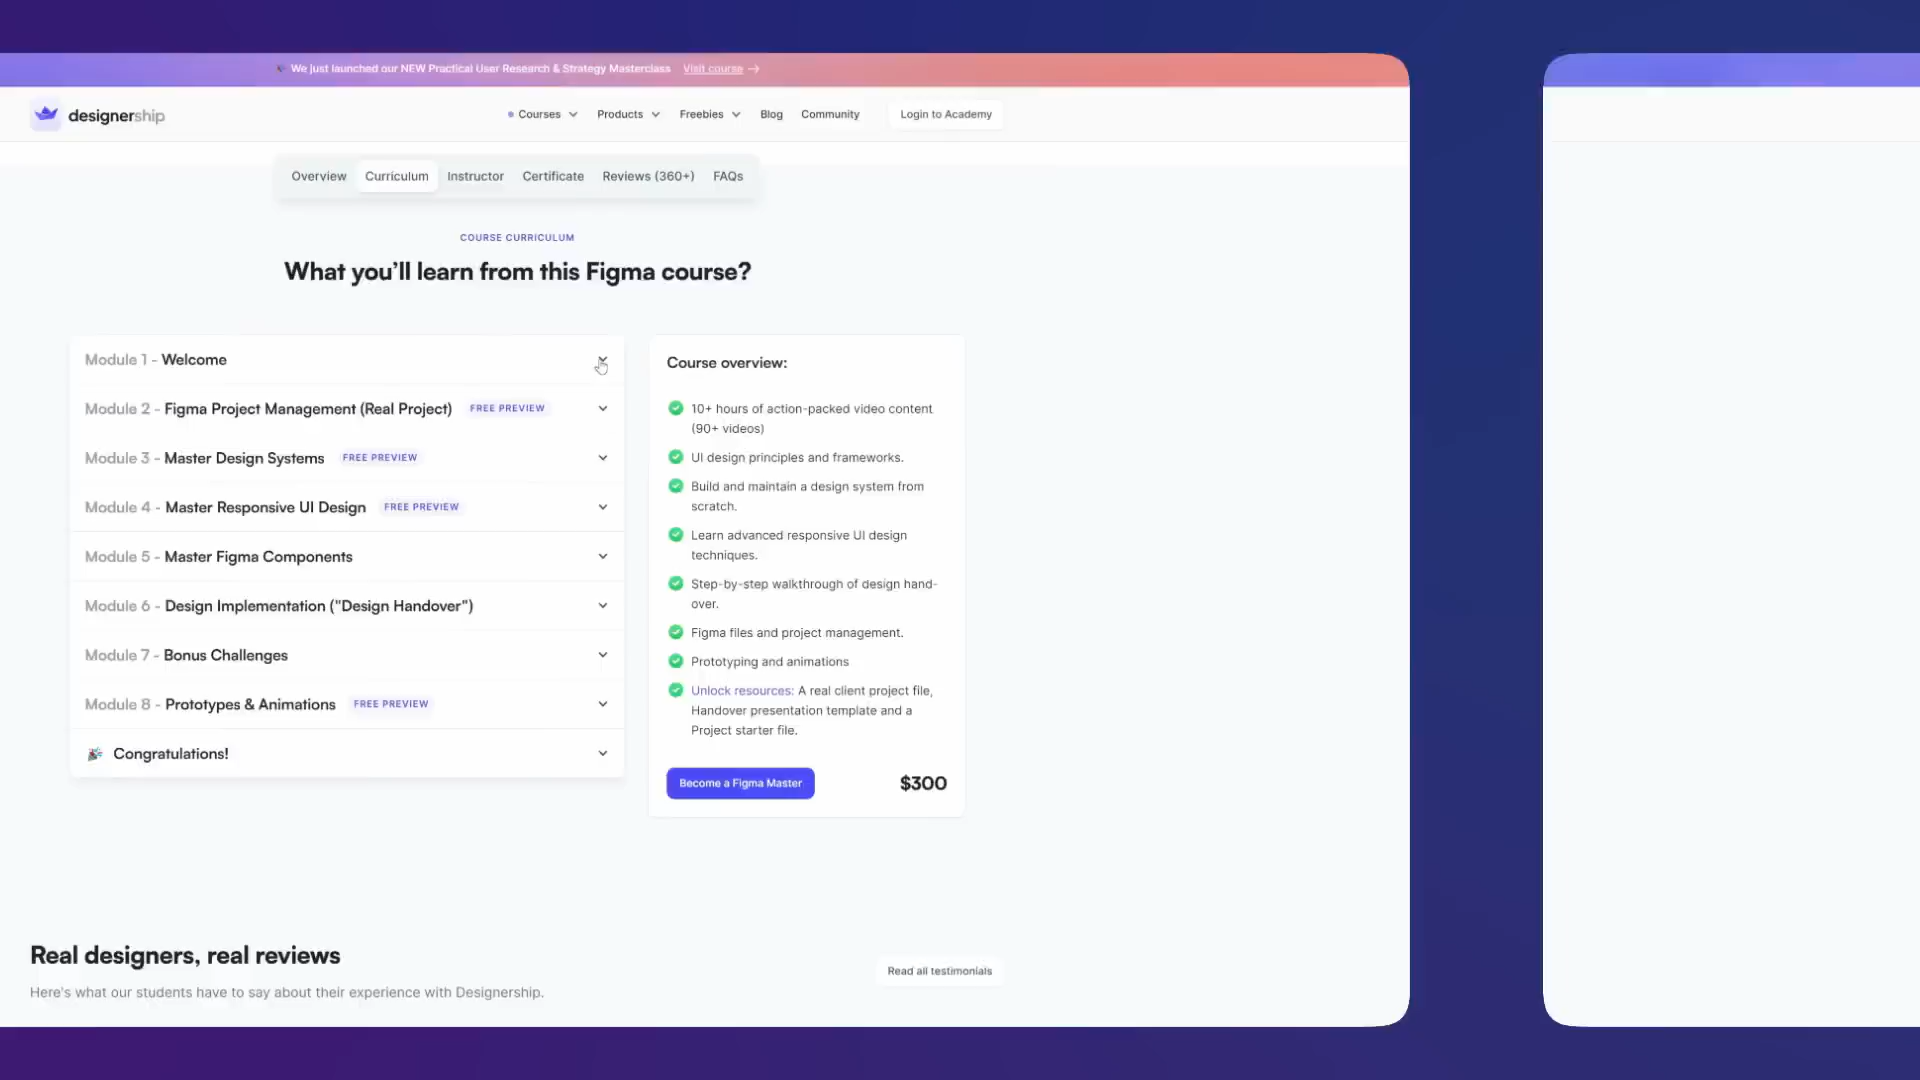 We just launched our NEW Practical User Research & Strategy Masterclass Visit course →
designership
Courses Products Freebies Blog Community Login to Academy
Overview Curriculum Instructor Certificate Reviews (360+) FAQs
COURSE CURRICULUM
What you’ll learn from this Figma course?
Module 1 - Welcome
Module 2 - Figma Project Management (Real Project) FREE PREVIEW
Module 3 - Master Design Systems FREE PREVIEW
Module 4 - Master Responsive UI Design FREE PREVIEW
Module 5 - Master Figma Components
Module 6 - Design Implementation ("Design Handover")
Module 7 - Bonus Challenges
Module 8 - Prototypes & Animations FREE PREVIEW
Congratulations!
Course overview:
10+ hours of action-packed video content
(90+ videos)
UI design principles and frameworks.
Build and maintain a design system from
scratch.
Learn advanced responsive UI design
techniques.
Step-by-step walkthrough of design hand-
over.
Figma files and project management.
Prototyping and animations
Unlock resources: A real client project file,
Handover presentation template and a
Project starter file.
Become a Figma Master $300
Real designers, real reviews
Here's what our students have to say about their experience with Designership.
Read all testimonials